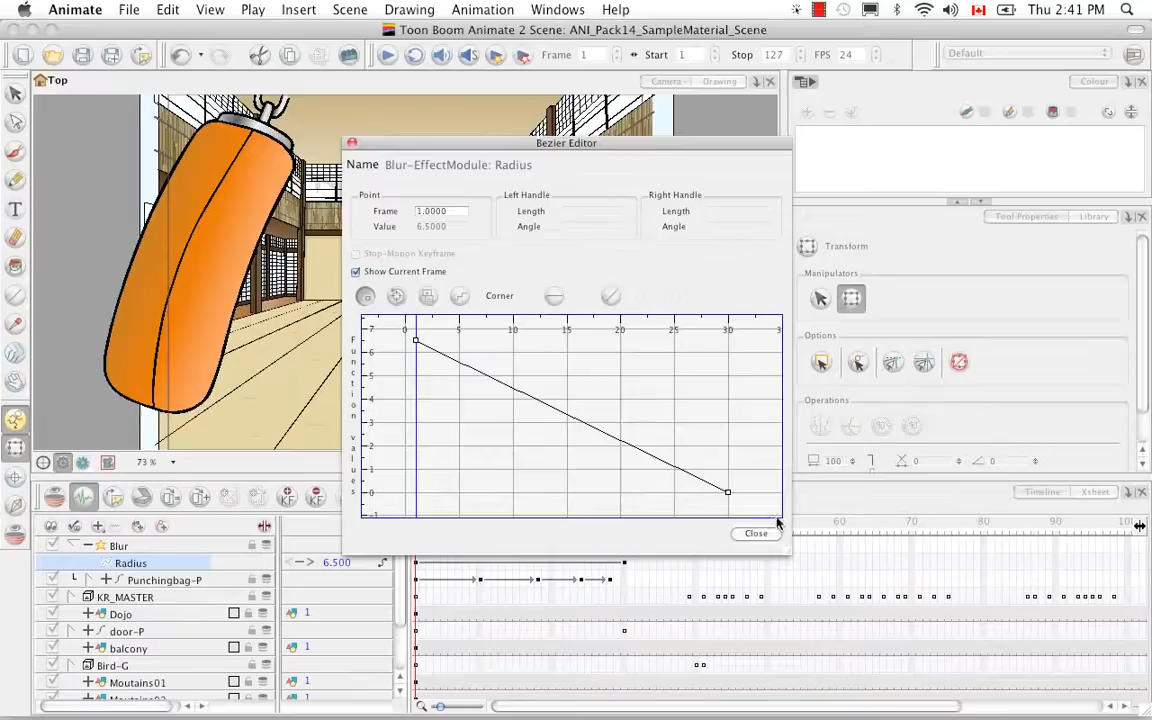 Animate File Edit View Play Insert Scene Drawing Animation Windows Help Thu 2:41 PM
Toon Boom Animate 2 Scene: ANI_Pack14_SampleMaterial_Scene
Frame 1 Start 1 Stop 127 FPS 24 Default
Top Camera Drawing Colour
Bezier Editor
Name Blur-EffectModule: Radius
Point Left Handle Right Handle
Frame 1.0000 Length Length
Value 6.5000 Angle Angle
Stop-Motion Keyframe
Show Current Frame
Corner
0 5 10 15 20 25 30 3
7
6
5
4
3
2
1
0
-1
Function values
Close
Tool Properties Library
Transform
Manipulators
Options
Operations
100 0 0
73 %
Timeline Xsheet
60 70 80 90 100
Blur
Radius 6.500
Punchingbag-P
KR_MASTER
Dojo 1
door-P
balcony 1
Bird-G
Moutains01 1